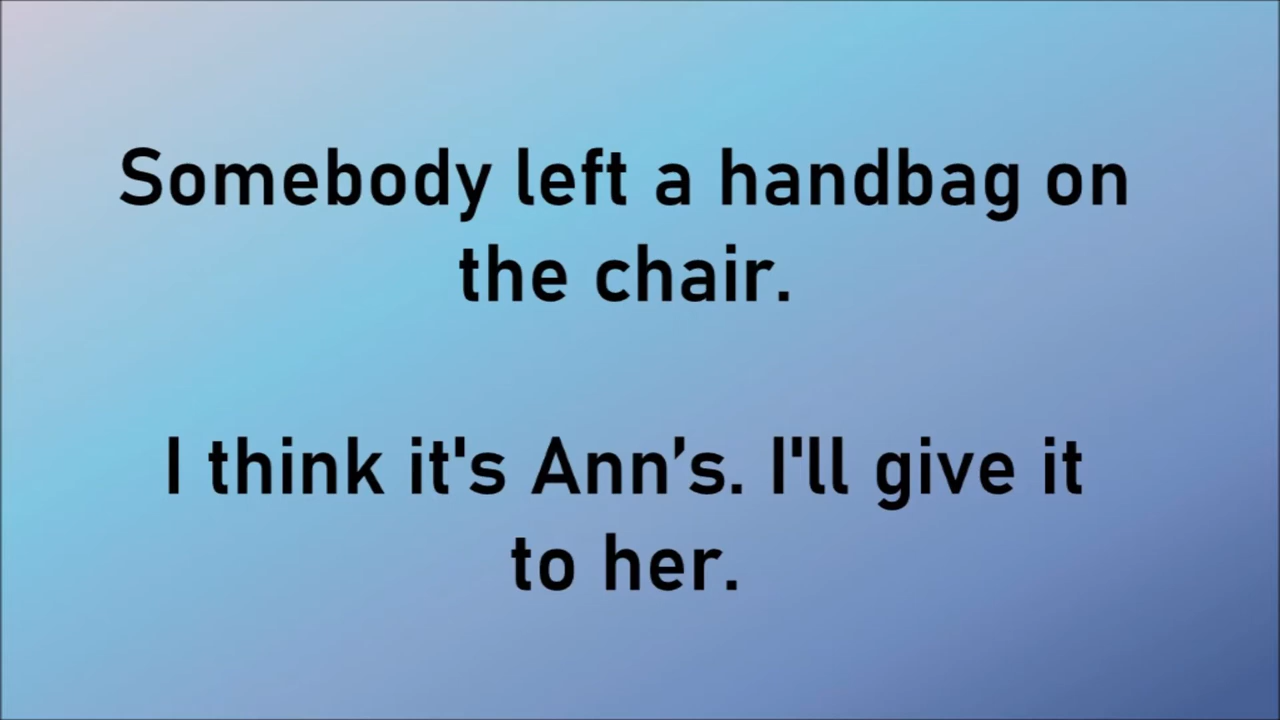 Somebody left a handbag on
the chair.
I think it's Ann’s. I'll give it
to her.